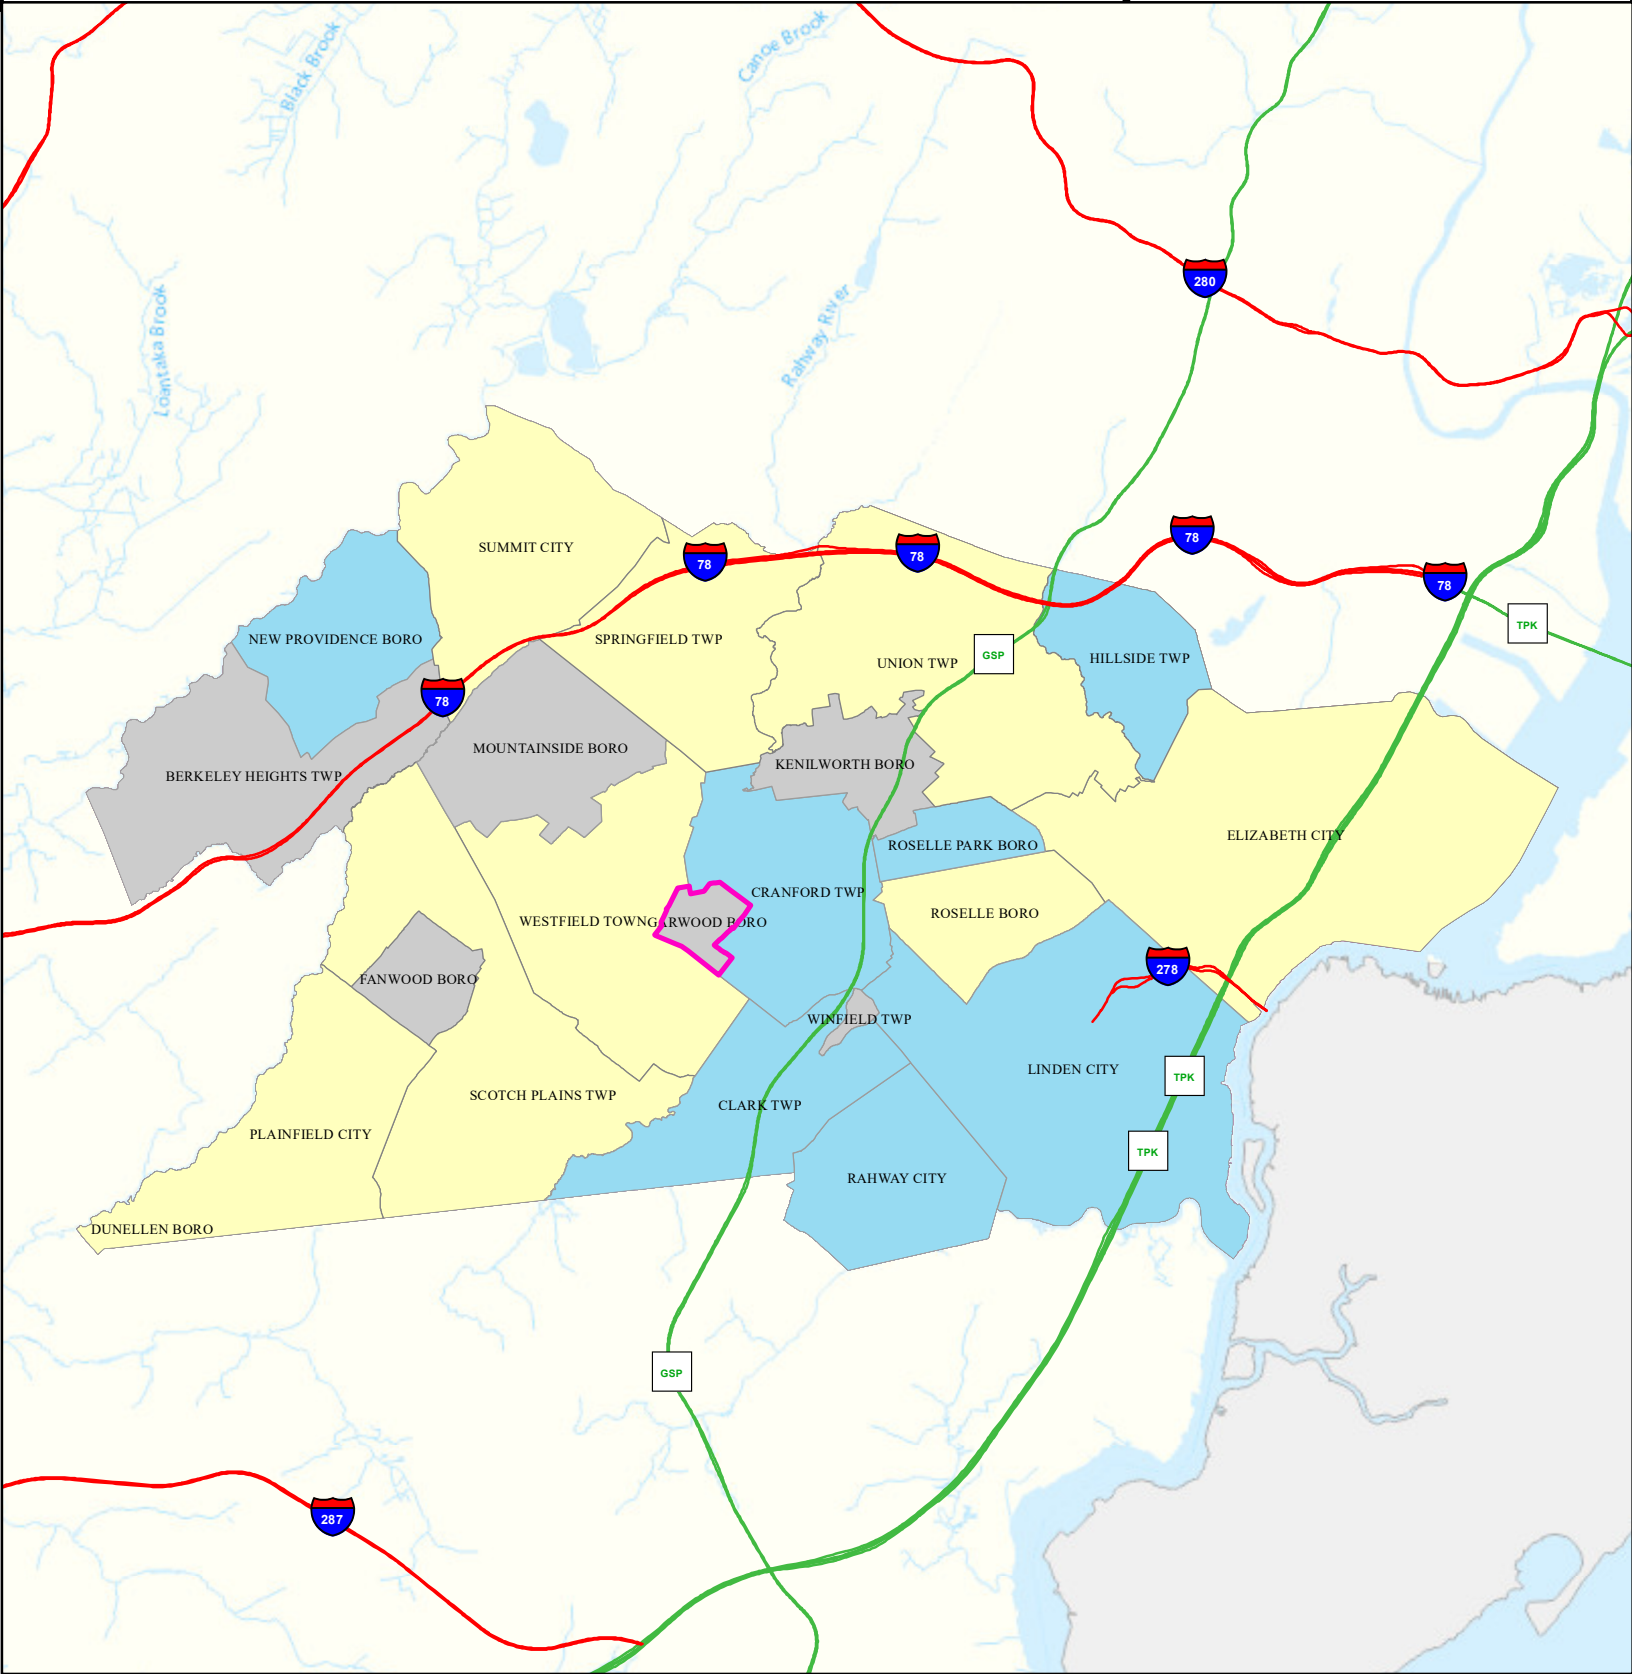 Black Brook
Canoe Brook
280
Loantaka Brook
Rahway River
SUMMIT CITY
78
78
78
78
TPK
NEW PROVIDENCE BORO
SPRINGFIELD TWP
UNION TWP
GSP
HILLSIDE TWP
78
MOUNTAINSIDE BORO
BERKELEY HEIGHTS TWP
KENILWORTH BORO
ELIZABETH CITY
ROSELLE PARK BORO
CRANFORD TWP
ROSELLE BORO
WESTFIELD TOWN
GARWOOD BORO
278
FANWOOD BORO
WINFIELD TWP
LINDEN CITY
TPK
SCOTCH PLAINS TWP
CLARK TWP
PLAINFIELD CITY
TPK
RAHWAY CITY
DUNELLEN BORO
GSP
287